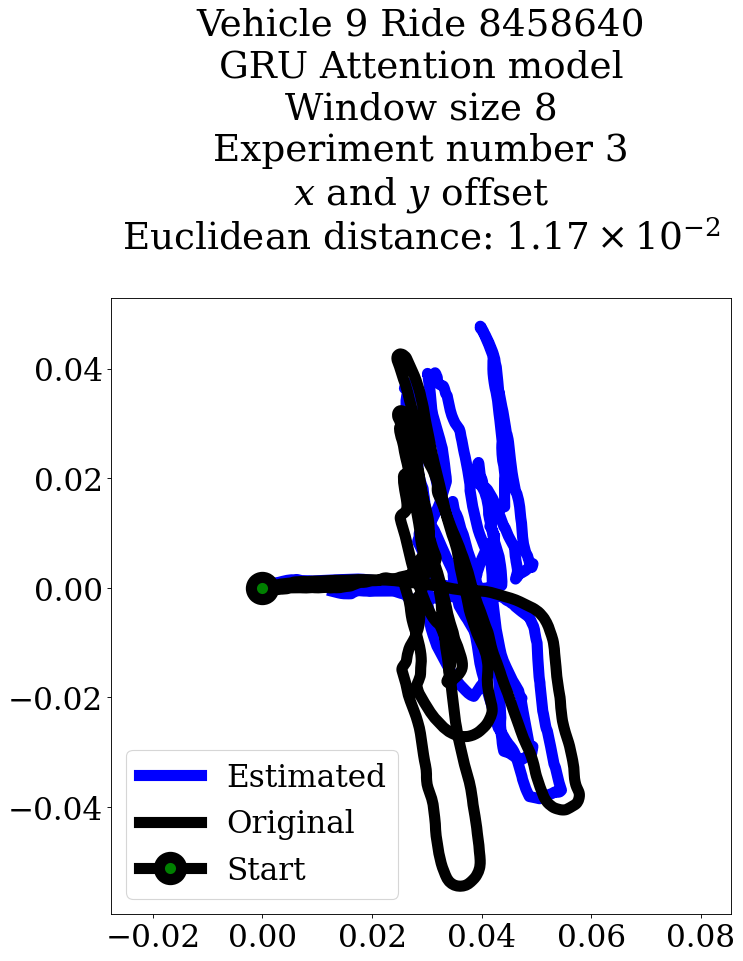 Vehicle 9 Ride 8458640
GRU Attention model
Window size 8
Experiment number 3
x and y offset
Euclidean distance: 1.17 × 10⁻²
0.04
0.02
0.00
−0.02
−0.04
Estimated
Original
Start
−0.02 0.00 0.02 0.04 0.06 0.08